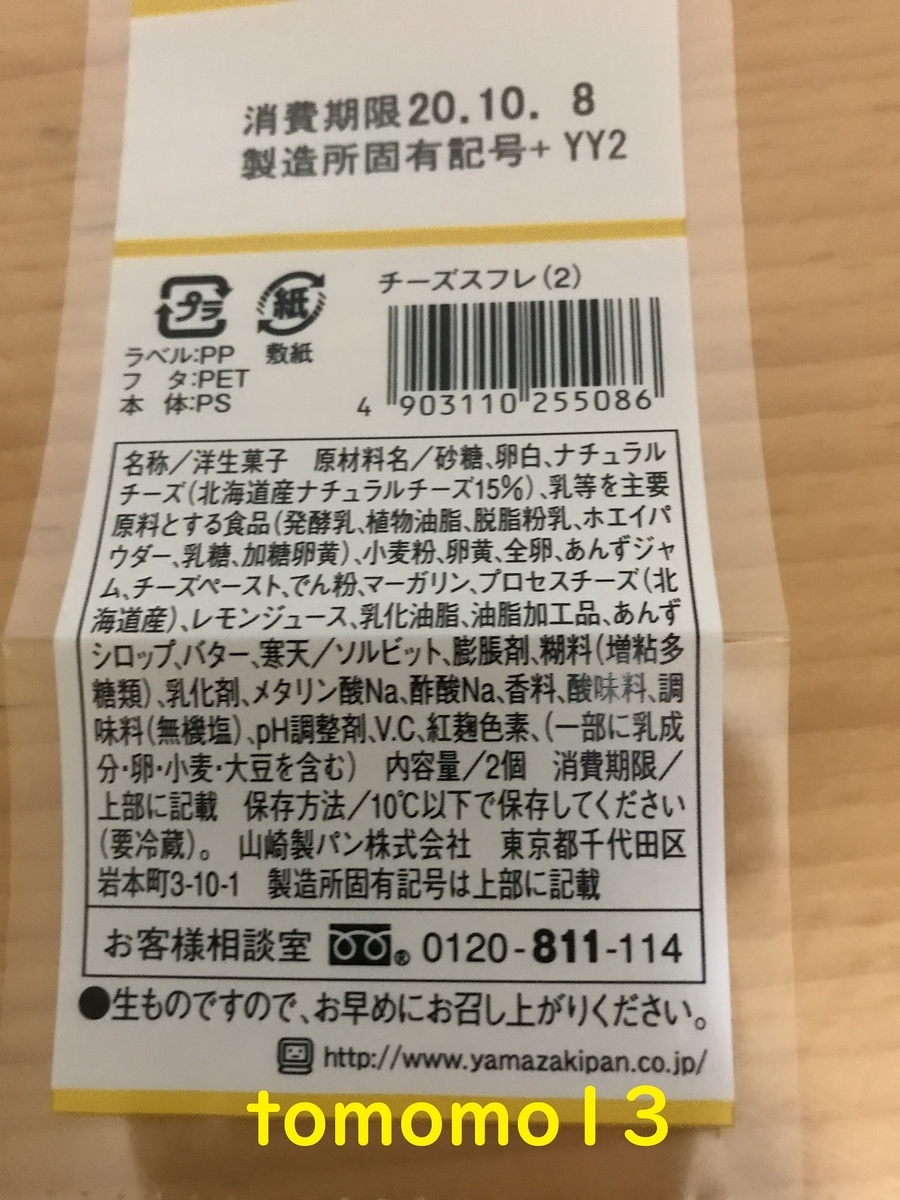 消費期限20.10. 8
製造所固有記号+ YY2
プラ
紙
チーズスフレ(2)
ラベル:PP 敷紙
フ タ:PET
本 体:PS
4 903110 255086
名称/洋生菓子 原材料名/砂糖、卵白、ナチュラル
チーズ(北海道産ナチュラルチーズ15%)、乳等を主要
原料とする食品(発酵乳、植物油脂、脱脂粉乳、ホエイパ
ウダー、乳糖、加糖卵黄)、小麦粉、卵黄、全卵、あんずジャ
ム、チーズペースト、でん粉、マーガリン、プロセスチーズ(北
海道産)、レモンジュース、乳化油脂、油脂加工品、あんず
シロップ、バター、寒天/ソルビット、膨脹剤、糊料(増粘多
糖類)、乳化剤、メタリン酸Na、酢酸Na、香料、酸味料、調
味料(無機塩)、pH調整剤、V.C、紅麹色素、(一部に乳成
分・卵・小麦・大豆を含む) 内容量/2個 消費期限/
上部に記載 保存方法/10℃以下で保存してください
(要冷蔵)。 山崎製パン株式会社 東京都千代田区
岩本町3-10-1 製造所固有記号は上部に記載
お客様相談室 ® 0120-811-114
●生ものですので、お早めにお召し上がりください。
http://www.yamazakipan.co.jp/
tomomo13